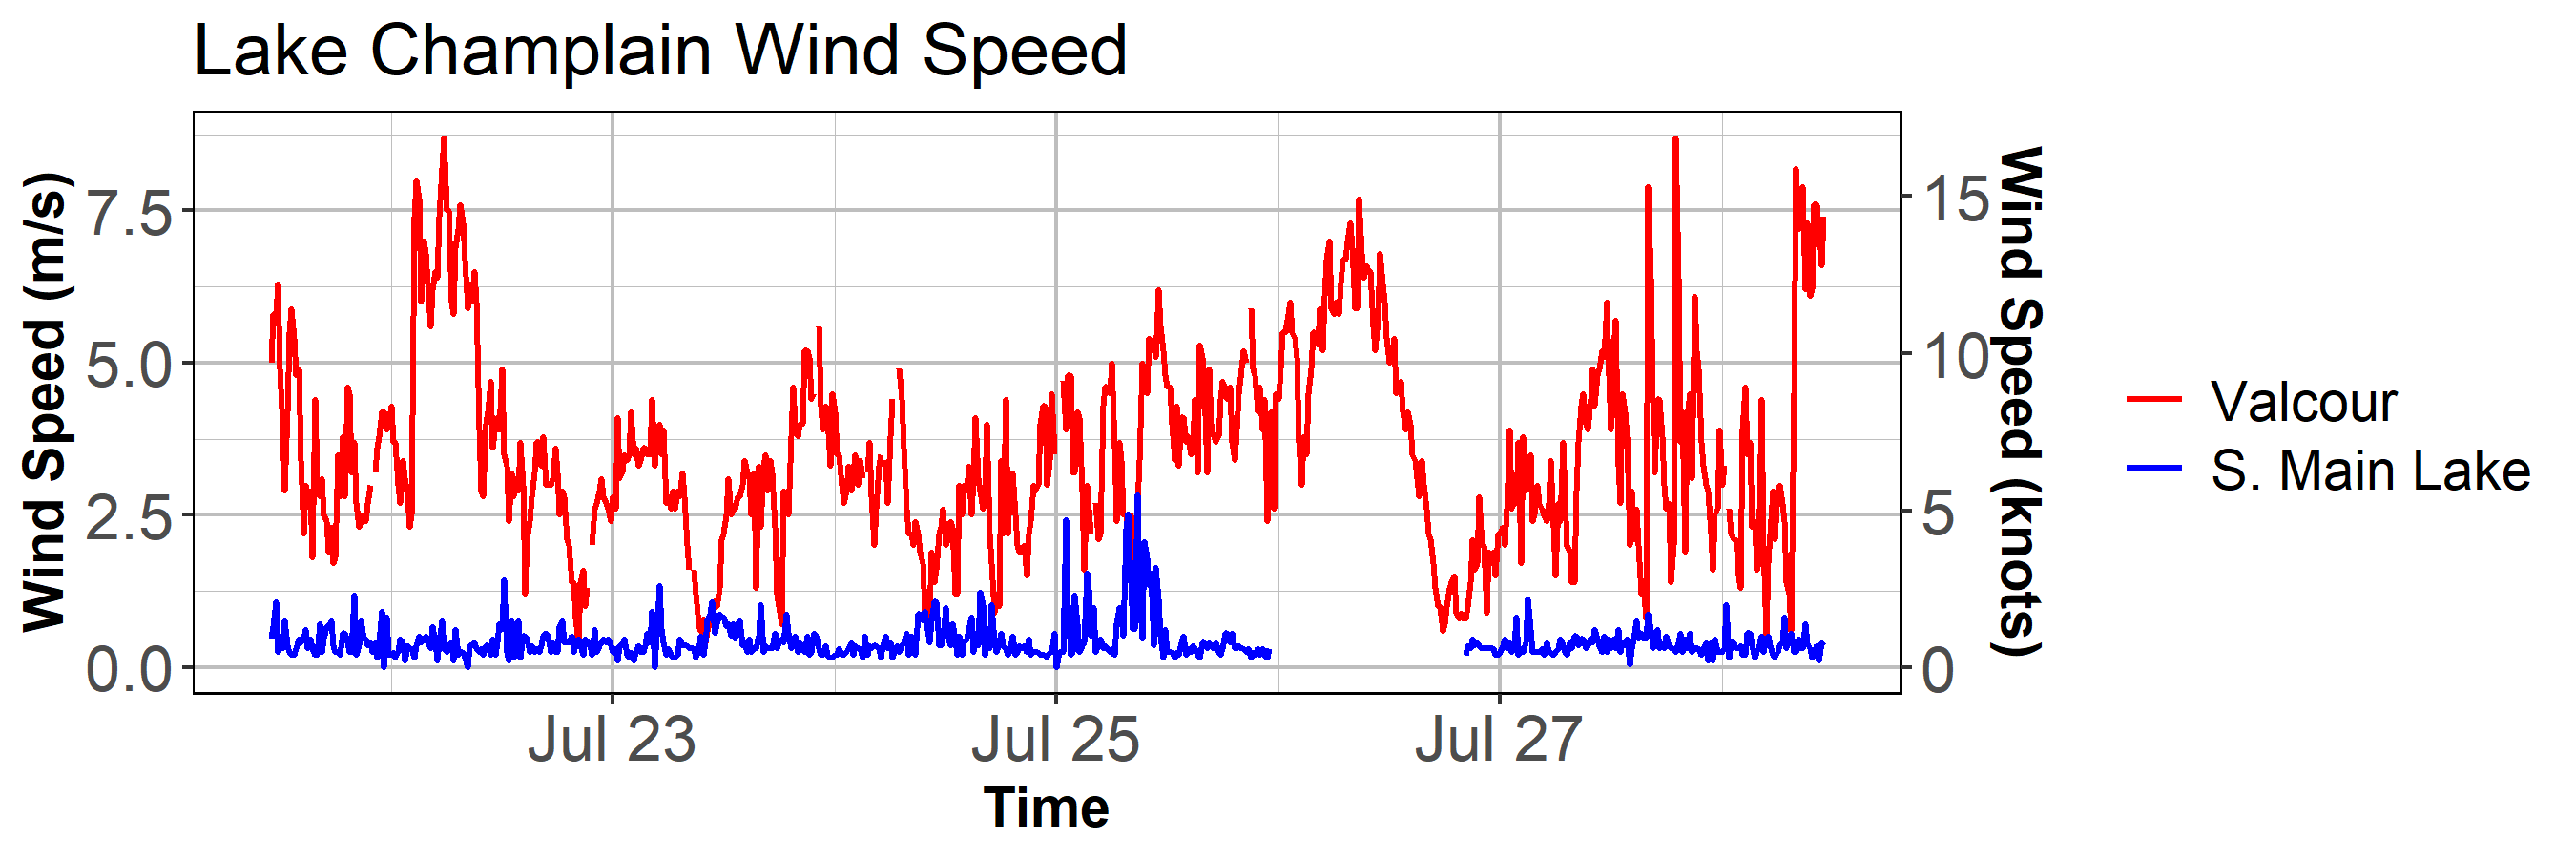 Lake Champlain Wind Speed
Wind Speed (m/s)
7.5
5.0
2.5
0.0
15
10
5
0
Wind Speed (knots)
Jul 23
Jul 25
Jul 27
Time
Valcour
S. Main Lake